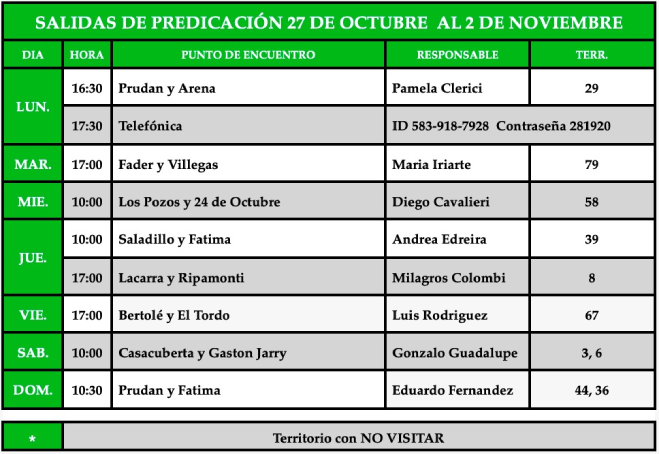 SALIDAS DE PREDICACIÓN 27 DE OCTUBRE AL 2 DE NOVIEMBRE
DIA HORA PUNTO DE ENCUENTRO RESPONSABLE TERR.
LUN. 16:30 Prudan y Arena Pamela Clerici 29
17:30 Telefónica ID 583-918-7928 Contraseña 281920
MAR. 17:00 Fader y Villegas Maria Iriarte 79
MIE. 10:00 Los Pozos y 24 de Octubre Diego Cavalieri 58
JUE. 10:00 Saladillo y Fatima Andrea Edreira 39
17:00 Lacarra y Ripamonti Milagros Colombi 8
VIE. 17:00 Bertolé y El Tordo Luis Rodriguez 67
SAB. 10:00 Casacuberta y Gaston Jarry Gonzalo Guadalupe 3, 6
DOM. 10:30 Prudan y Fatima Eduardo Fernandez 44, 36
* Territorio con NO VISITAR